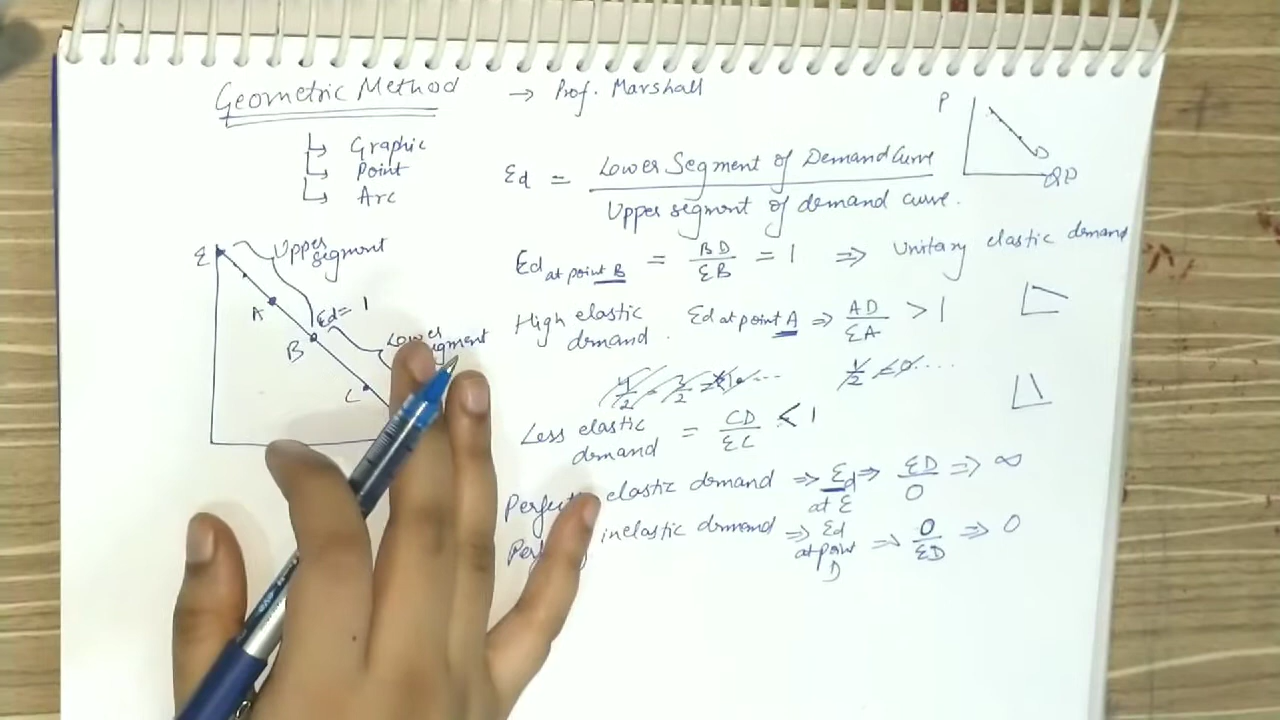 Geometric Method → Prof. Marshall
↳ Graphic
↳ Point
↳ Arc
P
QD
Ed = Lower Segment of Demand Curve / Upper segment of demand curve.
E
Upper segment
A
Ed = 1
B
Lower segment
C
Ed at point B = BD/EB = 1 ⇒ Unitary elastic demand
High elastic demand. Ed at point A ⇒ AD/EA > 1
Less elastic demand = CD/EC < 1
elastic demand ⇒ Ed at E ⇒ ED/0 ⇒ ∞
inelastic demand ⇒ Ed at point D ⇒ 0/ED ⇒ 0